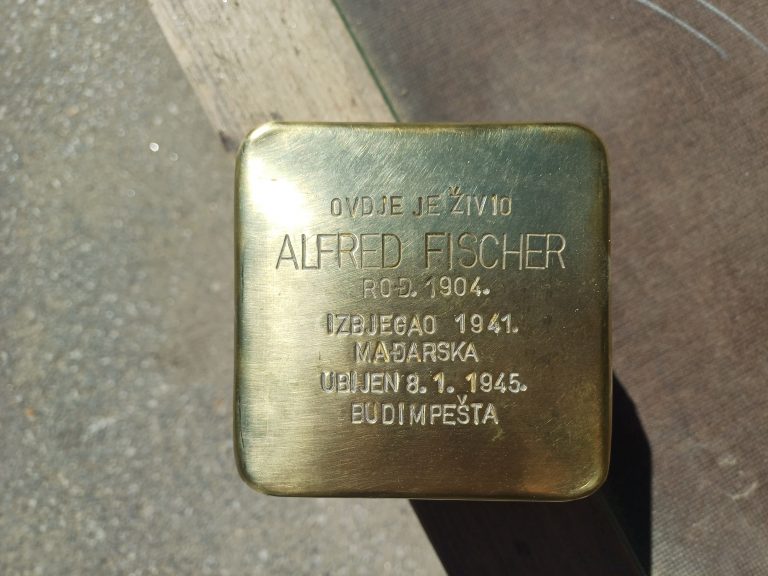 OVDJE JE ŽIVIO
ALFRED FISCHER
ROĐ. 1904.
IZBJEGAO 1941.
MAĐARSKA
UBIJEN 8. 1. 1945.
BUDIMPEŠTA